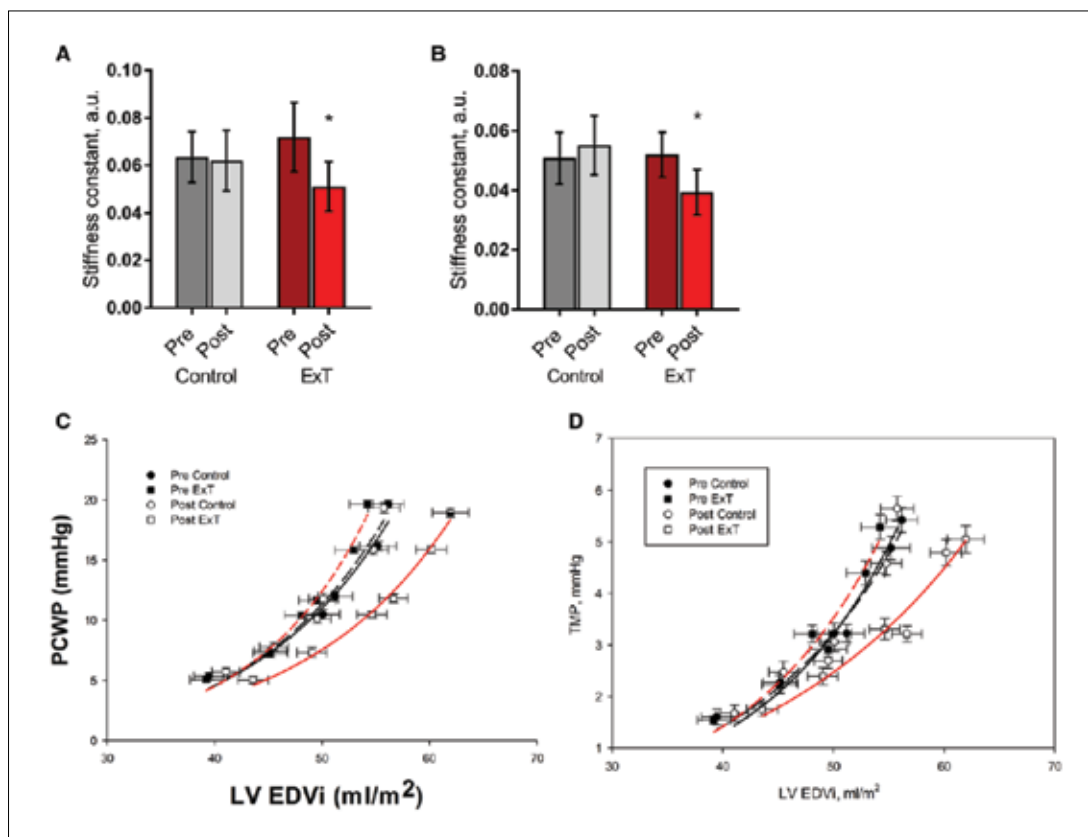 A
Stiffness constant, a.u.
0.10
0.08
0.06
0.04
0.02
0.00
*
Pre
Post
Pre
Post
Control
ExT
B
Stiffness constant, a.u.
0.08
0.06
0.04
0.02
0.00
*
Pre
Post
Pre
Post
Control
ExT
C
PCWP (mmHg)
25
20
15
10
5
0
Pre Control
Pre ExT
Post Control
Post ExT
40
50
60
70
LV EDVi (ml/m²)
D
TMP, mmHg
7
6
5
4
3
2
1
Pre Control
Pre ExT
Post Control
Post ExT
30
40
50
60
70
LV EDVi, ml/m²